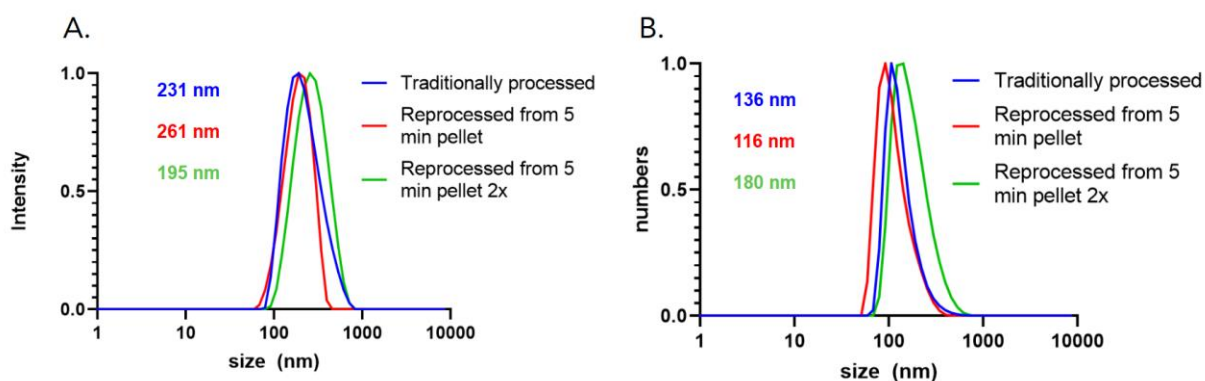 A.
1.0
0.5
0.0
Intensity
231 nm
261 nm
195 nm
Traditionally processed
Reprocessed from 5
min pellet
Reprocessed from 5
min pellet 2x
1 10 100 1000 10000
size (nm)
B.
1.0
0.5
0.0
numbers
136 nm
116 nm
180 nm
Traditionally processed
Reprocessed from 5
min pellet
Reprocessed from 5
min pellet 2x
1 10 100 1000 10000
size (nm)